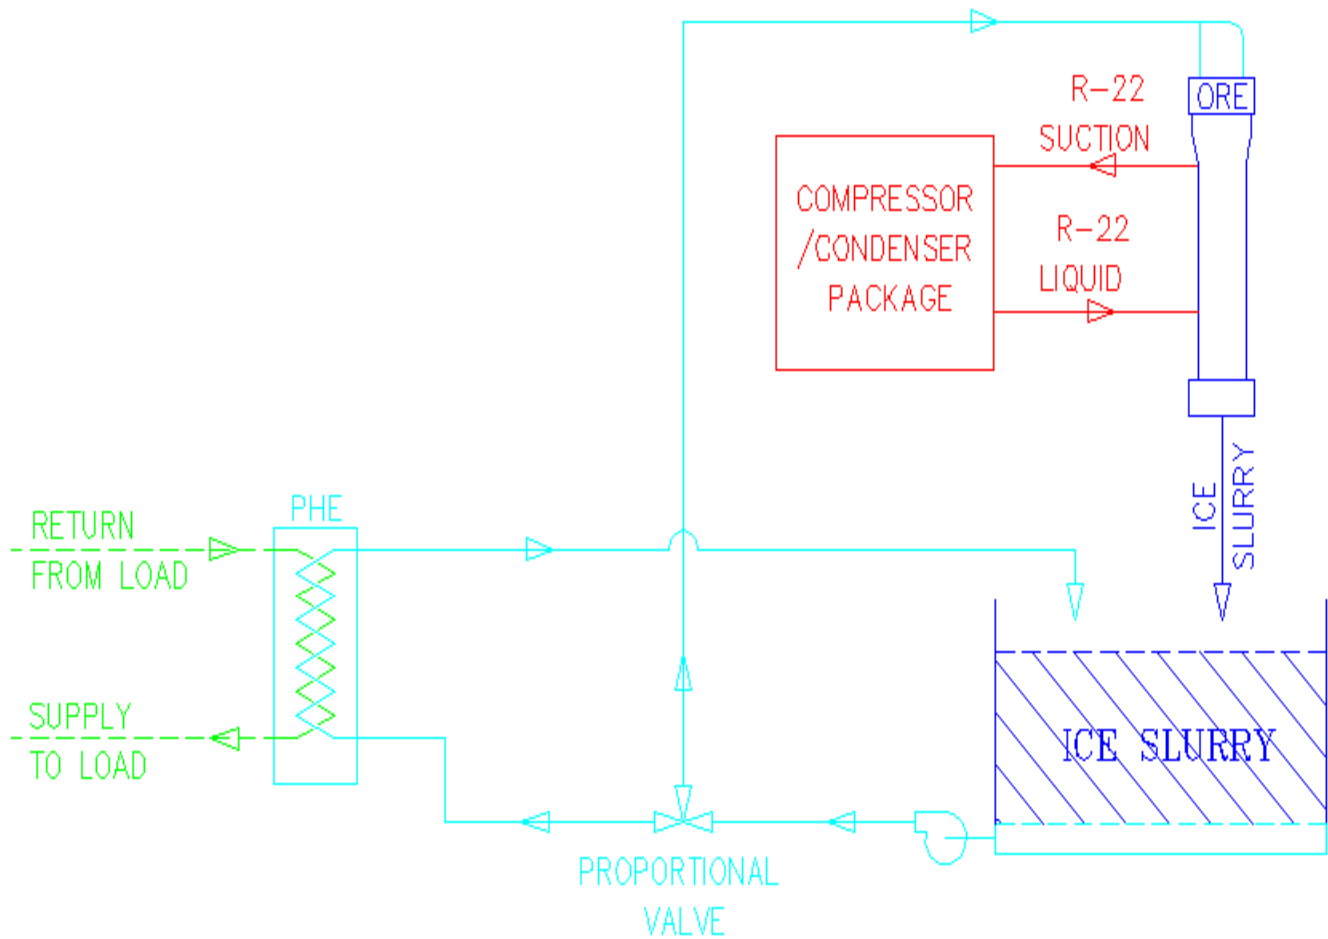 R-22
SUCTION
ORE
COMPRESSOR
/CONDENSER
PACKAGE
R-22
LIQUID
ICE
SLURRY
PHE
RETURN
FROM LOAD
SUPPLY
TO LOAD
ICE SLURRY
PROPORTIONAL
VALVE